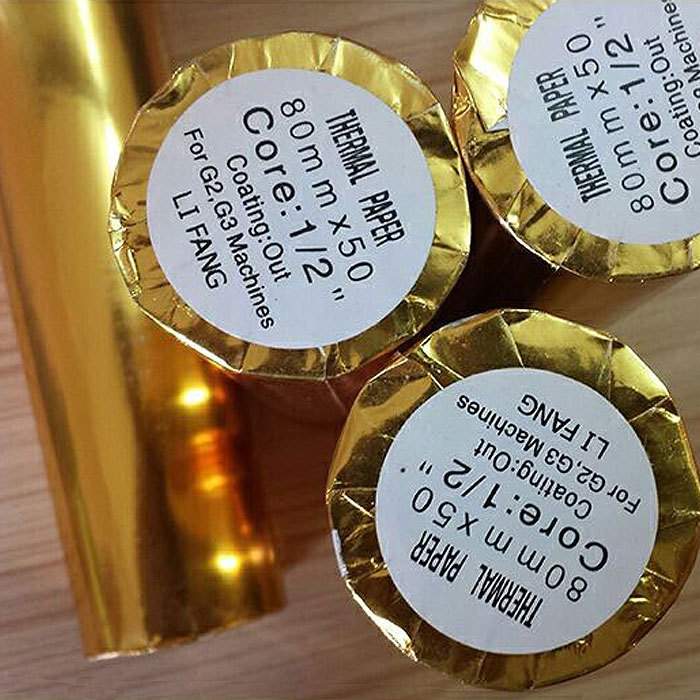 THERMAL PAPER
80mm x 50
Core: 1/2"
Coating:Out
For G2,G3 Machines
LI FANG
THERMAL PAPER
80mm x 50
Core: 1/2"
Coating:Out
Machines
THERMAL PAPER
80mm x 50
Core: 1/2"
Coating:Out
For G2,G3 Machines
LI FANG